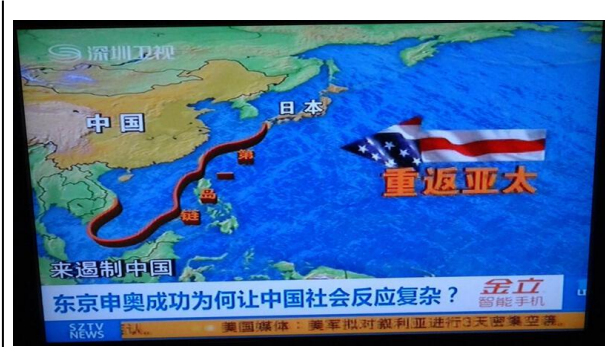 深圳卫视
日本
中国
第一岛链
重返亚太
来遏制中国
东京申奥成功为何让中国社会反应复杂？
金立
智能手机
SZTV
NEWS
认。 美国媒体：美军拟对叙利亚进行3天密集空袭。